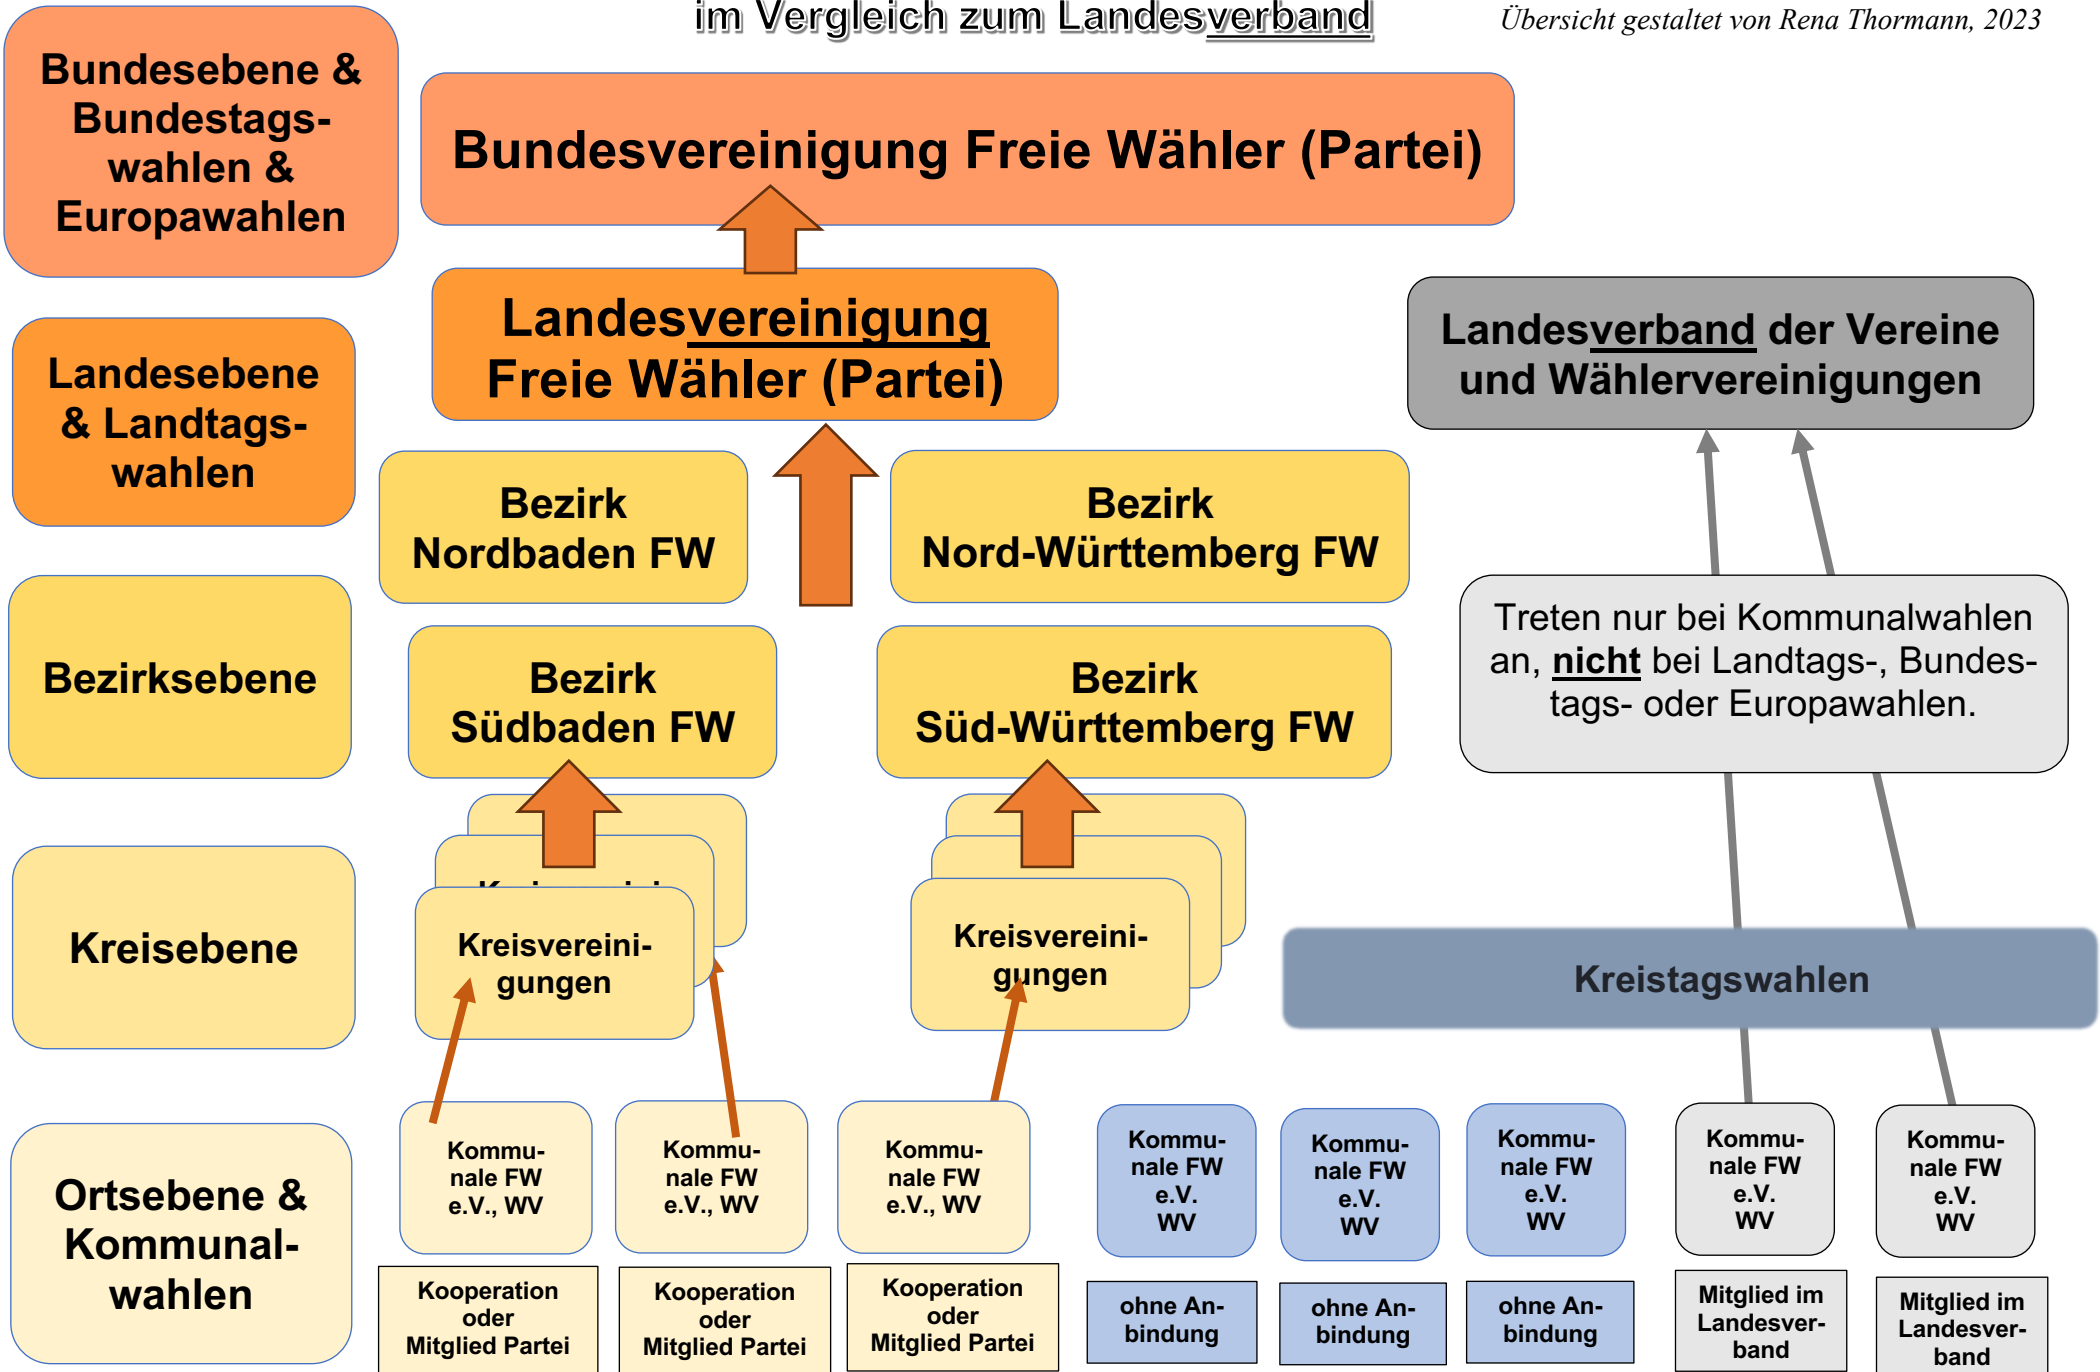 im Vergleich zum Landesverband
Übersicht gestaltet von Rena Thormann, 2023
Bundesebene &
Bundestags-
wahlen &
Europawahlen
Bundesvereinigung Freie Wähler (Partei)
Landesebene
& Landtags-
wahlen
Landesvereinigung
Freie Wähler (Partei)
Landesverband der Vereine
und Wählervereinigungen
Bezirksebene
Bezirk
Nordbaden FW
Bezirk
Nord-Württemberg FW
Bezirk
Südbaden FW
Bezirk
Süd-Württemberg FW
Treten nur bei Kommunalwahlen
an, nicht bei Landtags-, Bundes-
tags- oder Europawahlen.
Kreisebene
Kreisvereini-
gungen
Kreisvereini-
gungen
Kreistagswahlen
Ortsebene &
Kommunal-
wahlen
Kommu-
nale FW
e.V., WV
Kommu-
nale FW
e.V., WV
Kommu-
nale FW
e.V., WV
Kommu-
nale FW
e.V.
WV
Kommu-
nale FW
e.V.
WV
Kommu-
nale FW
e.V.
WV
Kommu-
nale FW
e.V.
WV
Kommu-
nale FW
e.V.
WV
Kooperation
oder
Mitglied Partei
Kooperation
oder
Mitglied Partei
Kooperation
oder
Mitglied Partei
ohne An-
bindung
ohne An-
bindung
ohne An-
bindung
Mitglied im
Landesver-
band
Mitglied im
Landesver-
band